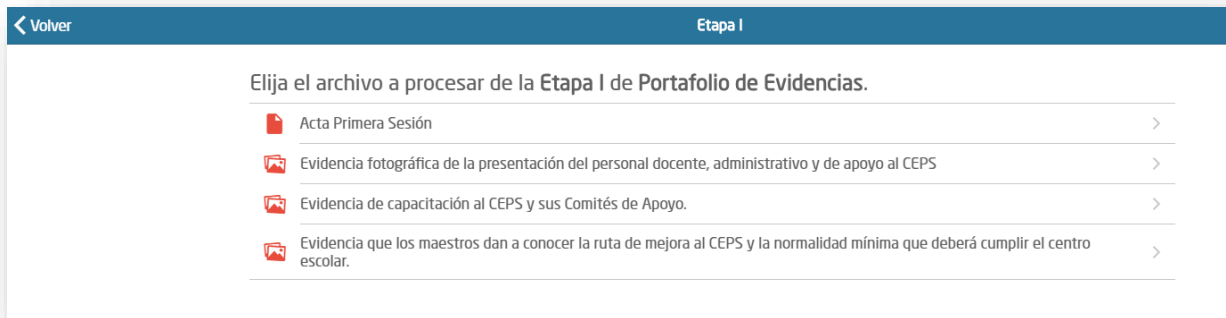 Volver
Etapa I
Elija el archivo a procesar de la Etapa I de Portafolio de Evidencias.
Acta Primera Sesión
Evidencia fotográfica de la presentación del personal docente, administrativo y de apoyo al CEPS
Evidencia de capacitación al CEPS y sus Comités de Apoyo.
Evidencia que los maestros dan a conocer la ruta de mejora al CEPS y la normalidad mínima que deberá cumplir el centro
escolar.